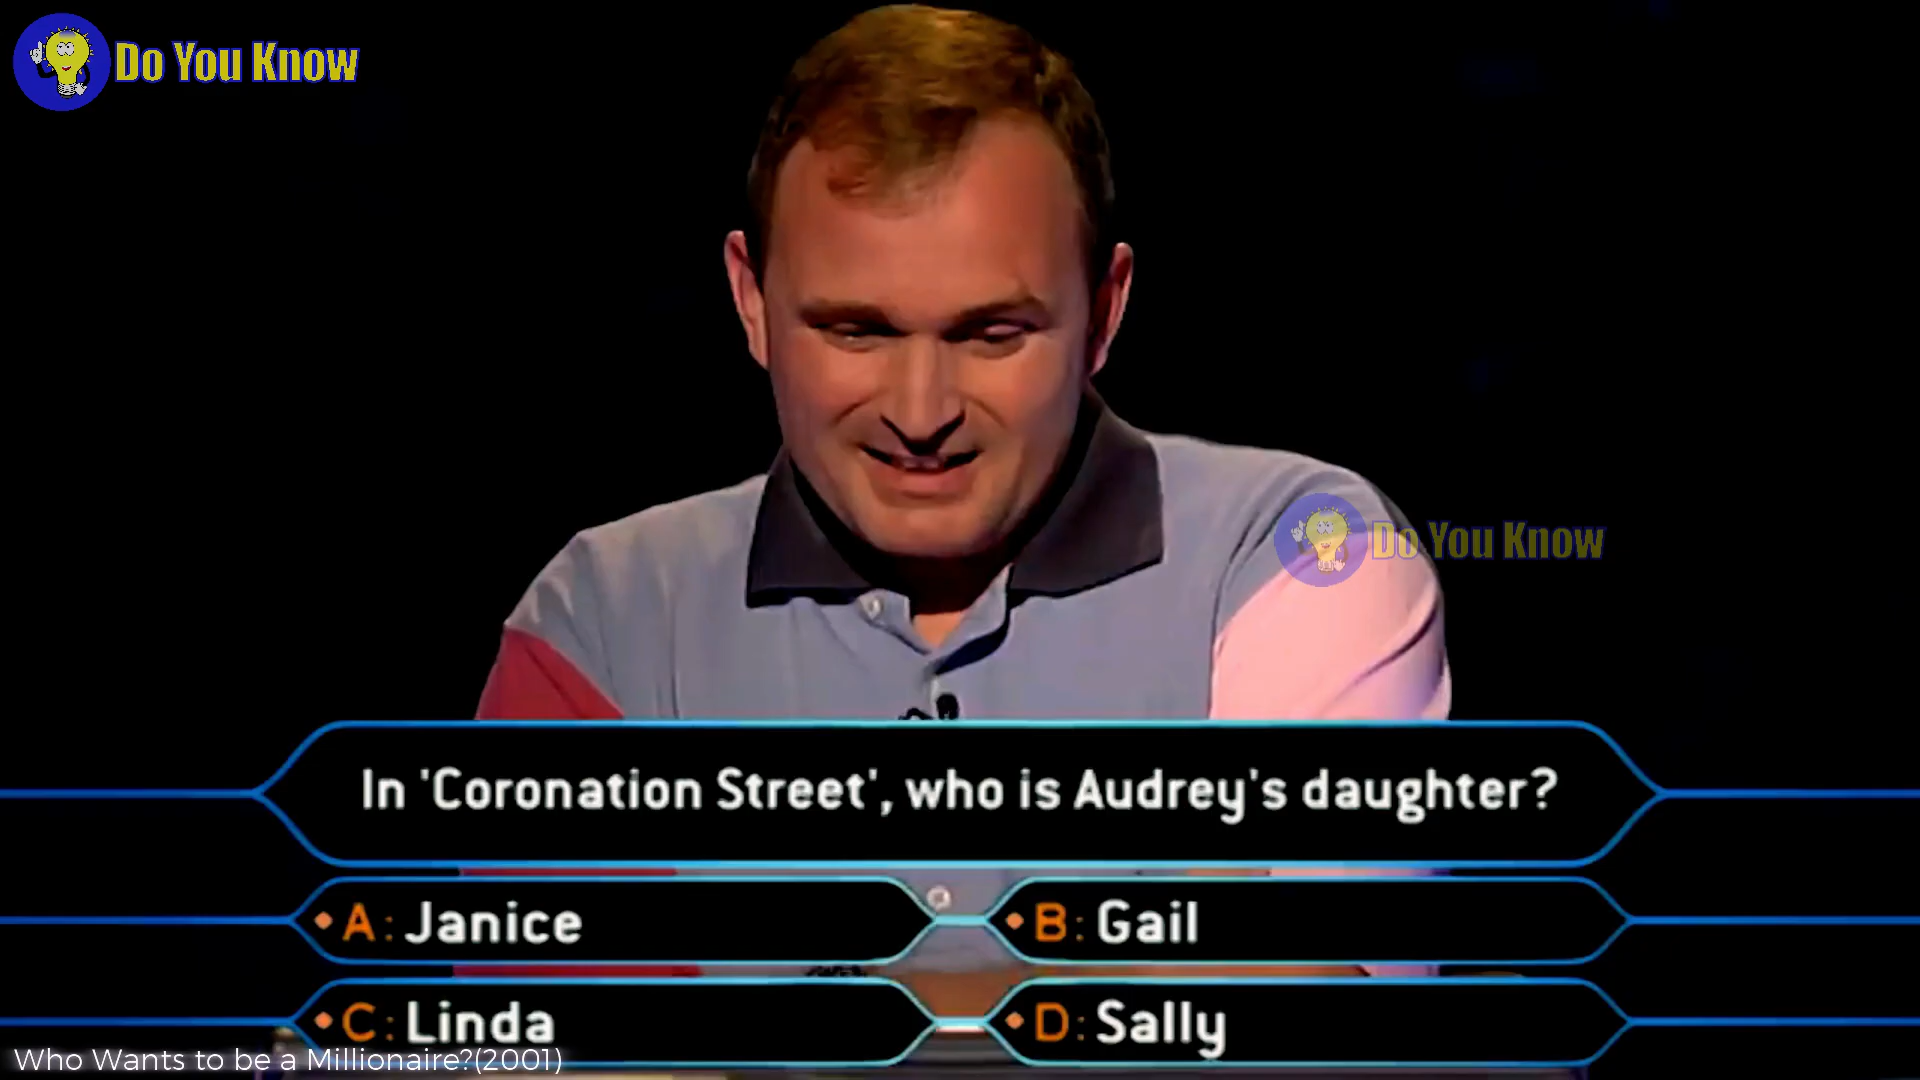 Do You Know
Do You Know
In 'Coronation Street', who is Audrey's daughter?
A: Janice
B: Gail
C: Linda
D: Sally
Who Wants to be a Millionaire?(2001)